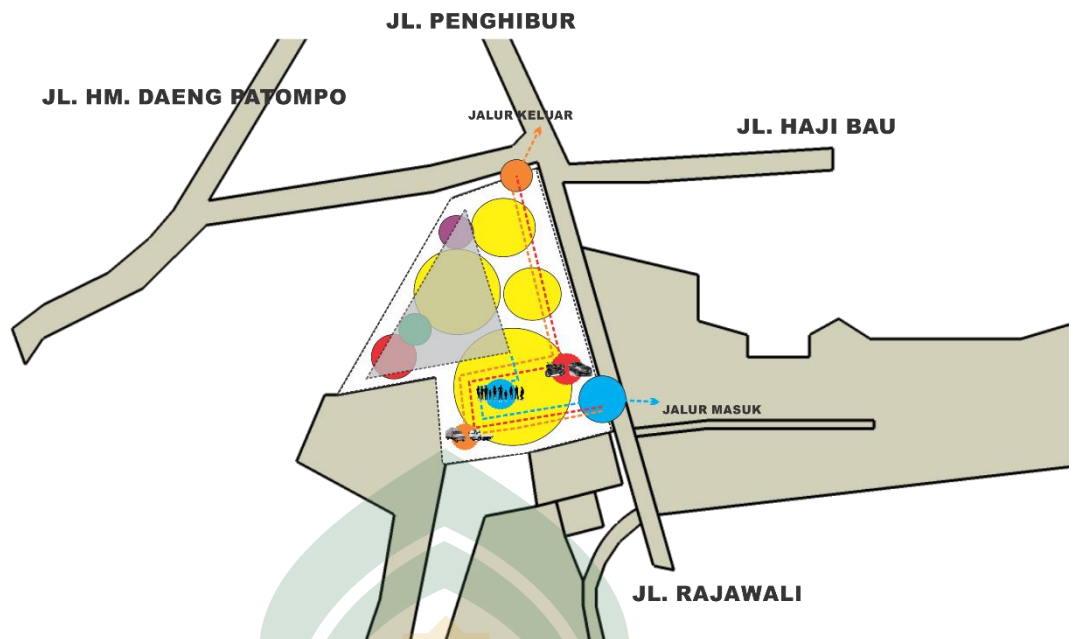 JL. PENGHIBUR
JL. HM. DAENG PATOMPO
JALUR KELUAR
JL. HAJI BAU
JALUR MASUK
JL. RAJAWALI